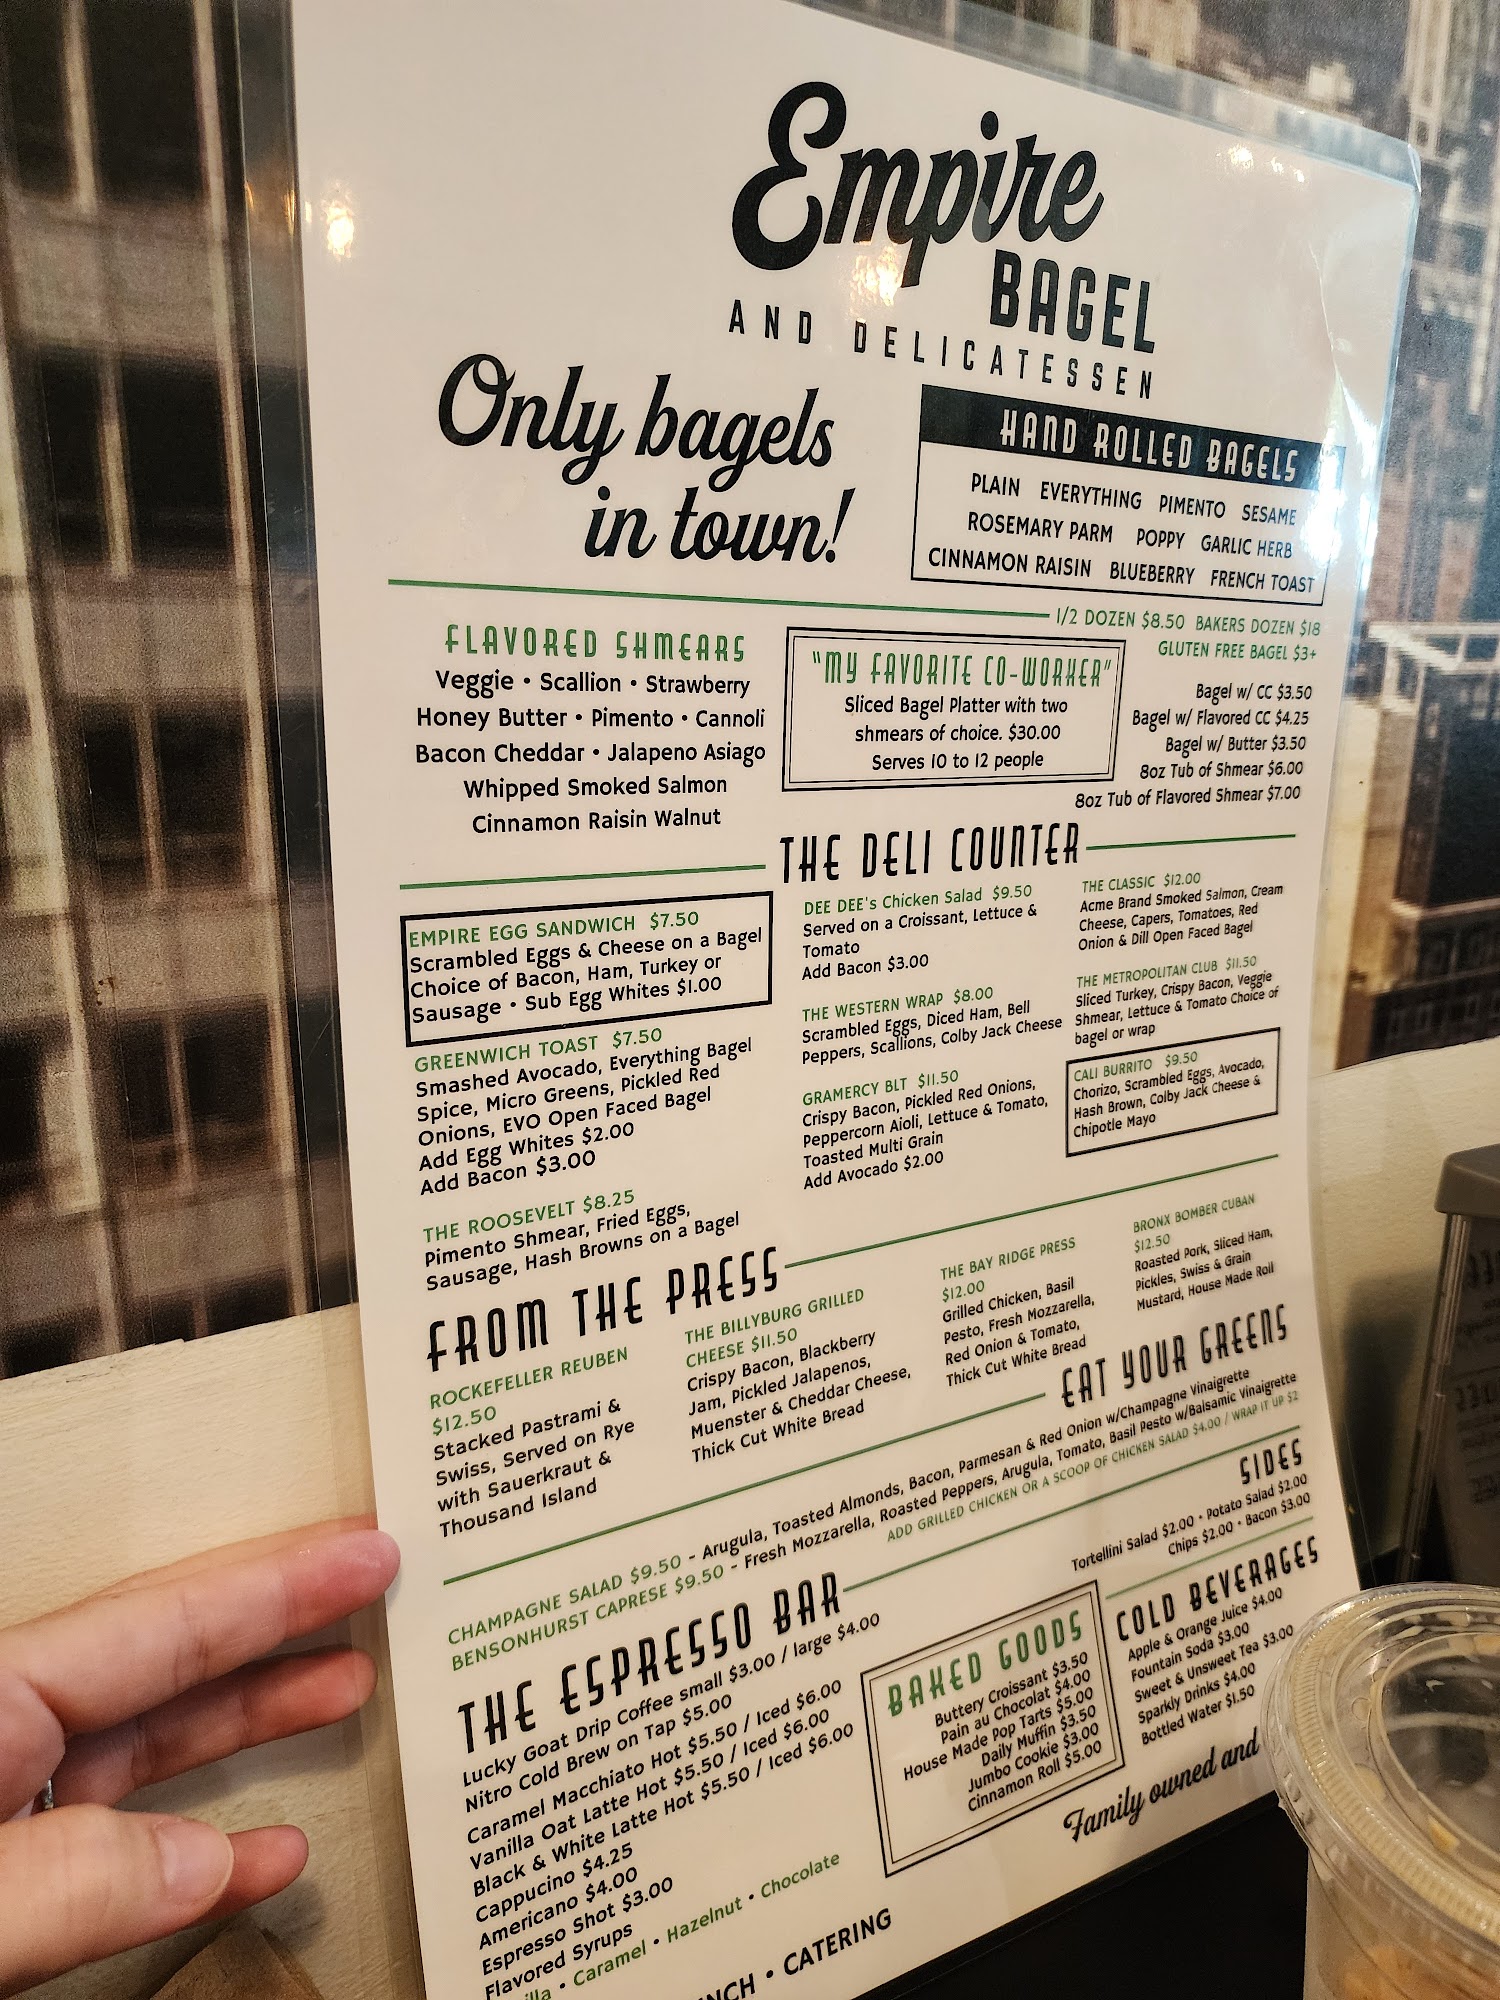 Empire
BAGEL
AND DELICATESSEN
Only bagels
in town!
HAND ROLLED BAGELS
PLAIN EVERYTHING PIMENTO SESAME
ROSEMARY PARM POPPY GARLIC HERB
CINNAMON RAISIN BLUEBERRY FRENCH TOAST
1/2 DOZEN $8.50 BAKERS DOZEN $18
GLUTEN FREE BAGEL $3+
FLAVORED SHMEARS
Veggie • Scallion • Strawberry
Honey Butter • Pimento • Cannoli
Bacon Cheddar • Jalapeno Asiago
Whipped Smoked Salmon
Cinnamon Raisin Walnut
"MY FAVORITE CO-WORKER"
Sliced Bagel Platter with two
shmears of choice. $30.00
Serves 10 to 12 people
Bagel w/ CC $3.50
Bagel w/ Flavored CC $4.25
Bagel w/ Butter $3.50
8oz Tub of Shmear $6.00
8oz Tub of Flavored Shmear $7.00
THE DELI COUNTER
EMPIRE EGG SANDWICH $7.50
Scrambled Eggs & Cheese on a Bagel
Choice of Bacon, Ham, Turkey or
Sausage • Sub Egg Whites $1.00
GREENWICH TOAST $7.50
Smashed Avocado, Everything Bagel
Spice, Micro Greens, Pickled Red
Onions, EVO Open Faced Bagel
Add Egg Whites $2.00
Add Bacon $3.00
THE ROOSEVELT $8.25
Pimento Shmear, Fried Eggs,
Sausage, Hash Browns on a Bagel
DEE DEE's Chicken Salad $9.50
Served on a Croissant, Lettuce &
Tomato
Add Bacon $3.00
THE WESTERN WRAP $8.00
Scrambled Eggs, Diced Ham, Bell
Peppers, Scallions, Colby Jack Cheese
GRAMERCY BLT $11.50
Crispy Bacon, Pickled Red Onions,
Peppercorn Aioli, Lettuce & Tomato,
Toasted Multi Grain
Add Avocado $2.00
THE CLASSIC $12.00
Acme Brand Smoked Salmon, Cream
Cheese, Capers, Tomatoes, Red
Onion & Dill Open Faced Bagel
THE METROPOLITAN CLUB $11.50
Sliced Turkey, Crispy Bacon, Veggie
Shmear, Lettuce & Tomato Choice of
bagel or wrap
CALI BURRITO $9.50
Chorizo, Scrambled Eggs, Avocado,
Hash Brown, Colby Jack Cheese &
Chipotle Mayo
FROM THE PRESS
ROCKEFELLER REUBEN
$12.50
Stacked Pastrami &
Swiss, Served on Rye
with Sauerkraut &
Thousand Island
THE BILLYBURG GRILLED
CHEESE $11.50
Crispy Bacon, Blackberry
Jam, Pickled Jalapenos,
Muenster & Cheddar Cheese,
Thick Cut White Bread
THE BAY RIDGE PRESS
$12.00
Grilled Chicken, Basil
Pesto, Fresh Mozzarella,
Red Onion & Tomato,
Thick Cut White Bread
BRONX BOMBER CUBAN
$12.50
Roasted Pork, Sliced Ham,
Pickles, Swiss & Grain
Mustard, House Made Roll
EAT YOUR GREENS
CHAMPAGNE SALAD $9.50 - Arugula, Toasted Almonds, Bacon, Parmesan & Red Onion w/Champagne Vinaigrette
BENSONHURST CAPRESE $9.50 - Fresh Mozzarella, Roasted Peppers, Arugula, Tomato, Basil Pesto w/Balsamic Vinaigrette
ADD GRILLED CHICKEN OR A SCOOP OF CHICKEN SALAD $4.00 / WRAP IT UP $2
SIDES
Tortellini Salad $2.00 • Potato Salad $2.00
Chips $2.00 • Bacon $3.00
THE ESPRESSO BAR
Lucky Goat Drip Coffee small $3.00 / large $4.00
Nitro Cold Brew on Tap $5.00
Caramel Macchiato Hot $5.50 / Iced $6.00
Vanilla Oat Latte Hot $5.50 / Iced $6.00
Black & White Latte Hot $5.50 / Iced $6.00
Cappucino $4.25
Americano $4.00
Espresso Shot $3.00
Flavored Syrups
illa • Caramel • Hazelnut • Chocolate
BAKED GOODS
Buttery Croissant $3.50
Pain au Chocolat $4.00
House Made Pop Tarts $5.00
Daily Muffin $3.50
Jumbo Cookie $3.00
Cinnamon Roll $5.00
COLD BEVERAGES
Apple & Orange Juice $4.00
Fountain Soda $3.00
Sweet & Unsweet Tea $3.00
Sparkly Drinks $4.00
Bottled Water $1.50
Family owned and
NCH • CATERING